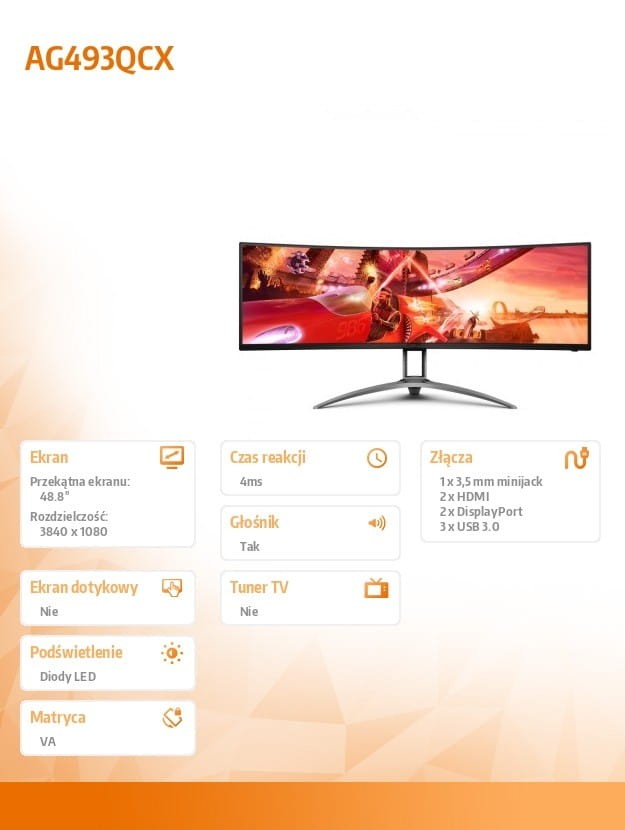 AG493QCX
Ekran
Przekątna ekranu:
48.8"
Rozdzielczość:
3840 x 1080
Czas reakcji
4ms
Głośnik
Tak
Złącza
1 x 3,5 mm minijack
2 x HDMI
2 x DisplayPort
3 x USB 3.0
Ekran dotykowy
Nie
Tuner TV
Nie
Podświetlenie
Diody LED
Matryca
VA